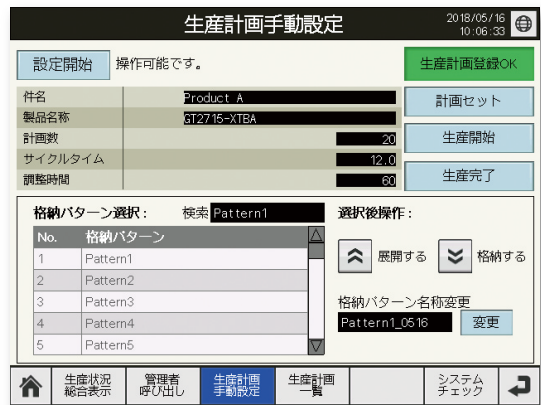 生産計画手動設定
2018/05/16
10:06:33
設定開始
操作可能です。
生産計画登録OK
件名
Product A
製品名称
GT2715-XTBA
計画数
20
サイクルタイム
12.0
調整時間
60
計画セット
生産開始
生産完了
格納パターン選択:
検索 Pattern1
選択後操作:
No. 格納パターン
1 Pattern1
2 Pattern2
3 Pattern3
4 Pattern4
5 Pattern5
展開する
格納する
格納パターン名称変更
Pattern1_0516
変更
生産状況
総合表示
管理者
呼び出し
生産計画
手動設定
生産計画
一覧
システム
チェック